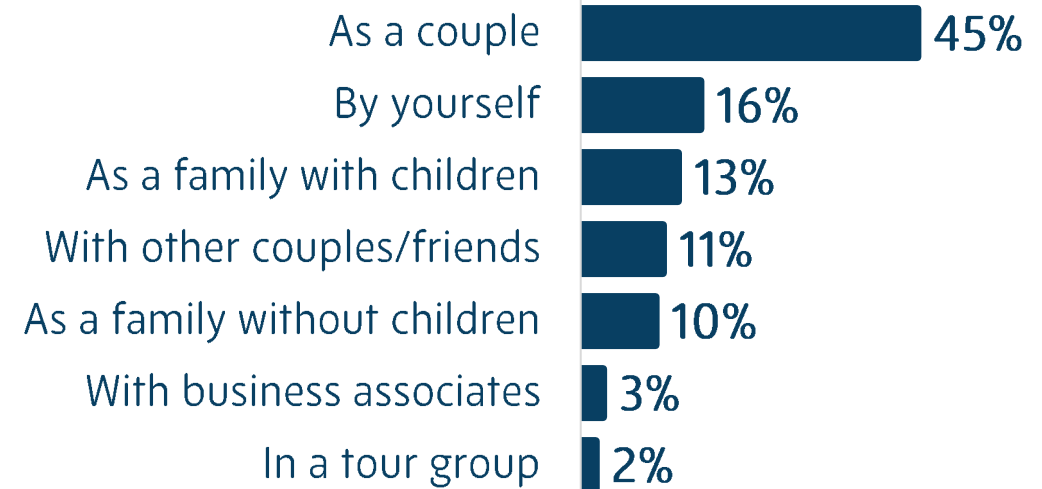 As a couple 45%
By yourself 16%
As a family with children 13%
With other couples/friends 11%
As a family without children 10%
With business associates 3%
In a tour group 2%